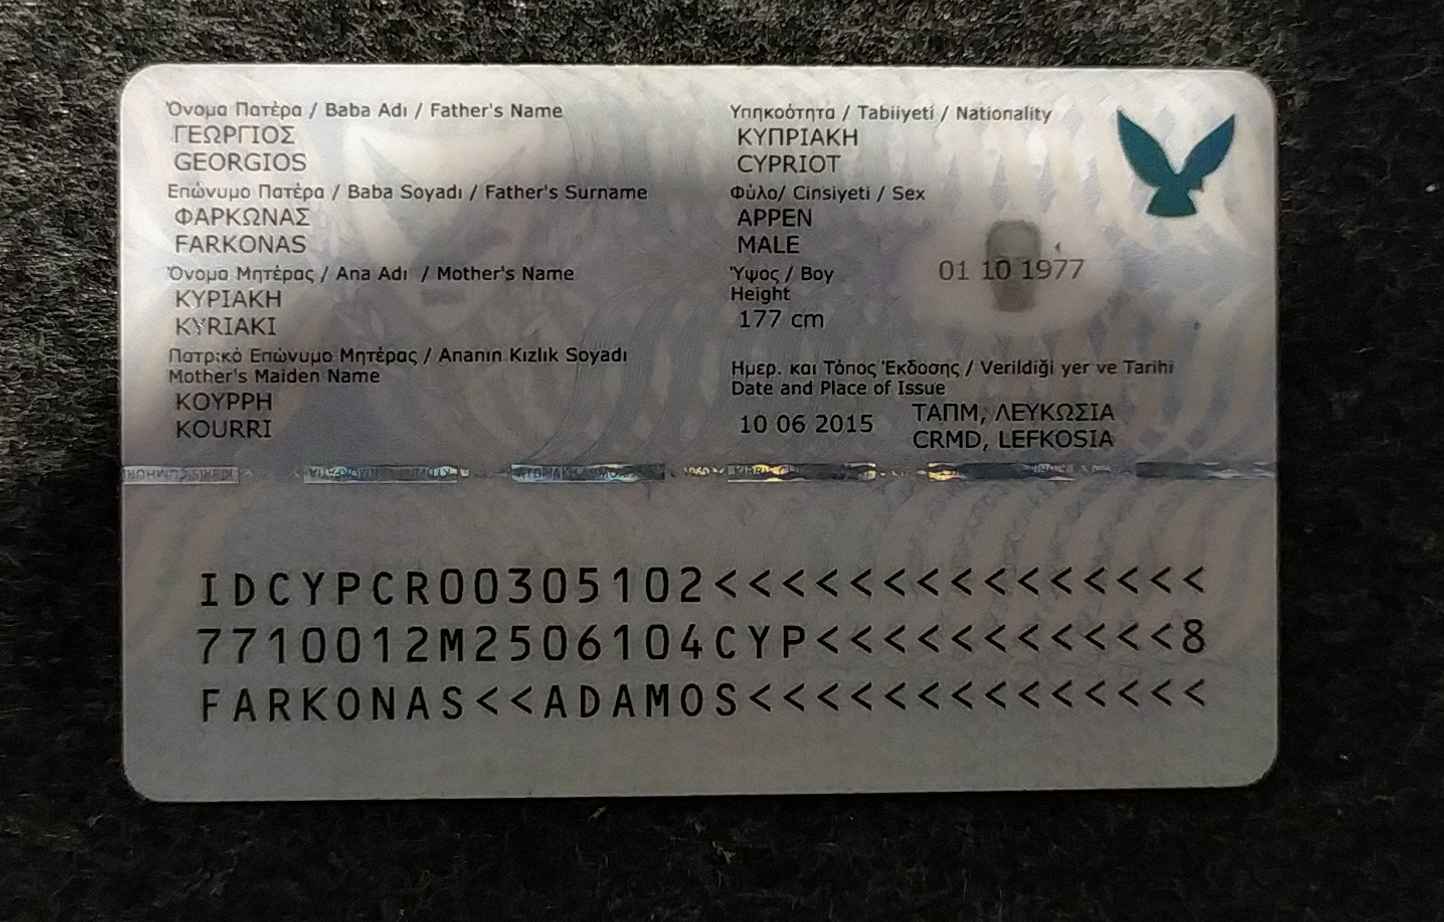 Όνομα Πατέρα / Baba Adı / Father's Name
ΓΕΩΡΓΙΟΣ
GEORGIOS
Επώνυμο Πατέρα / Baba Soyadı / Father's Surname
ΦΑΡΚΩΝΑΣ
FARKONAS
Όνομα Μητέρας / Ana Adı / Mother's Name
ΚΥΡΙΑΚΗ
KYRIAKI
Πατρικό Επώνυμο Μητέρας / Ananın Kızlık Soyadı
Mother's Maiden Name
ΚΟΥΡΡΗ
KOURRI
Υπηκοότητα / Tabiiyeti / Nationality
ΚΥΠΡΙΑΚΗ
CYPRIOT
Φύλο/ Cinsiyeti / Sex
ΑΡΡΕΝ
MALE
Ύψος / Boy
Height
177 cm
01 10 1977
Ημερ. και Τόπος Έκδοσης / Verildiği yer ve Tarihi
Date and Place of Issue
10 06 2015
ΤΑΠΜ, ΛΕΥΚΩΣΙΑ
CRMD, LEFKOSIA
IDCYPCR00305102<<<<<<<<<<<<<<<
7710012M2506104CYP<<<<<<<<<<<8
FARKONAS<<ADAMOS<<<<<<<<<<<<<<